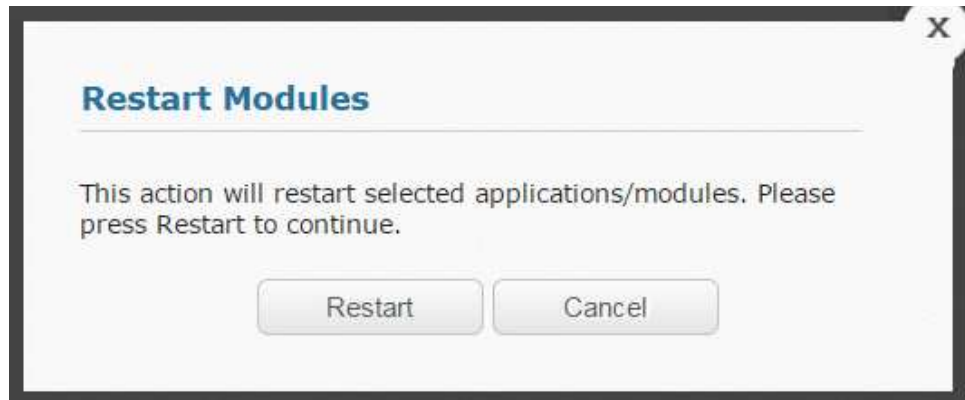 X
Restart Modules
This action will restart selected applications/modules. Please
press Restart to continue.
Restart Cancel